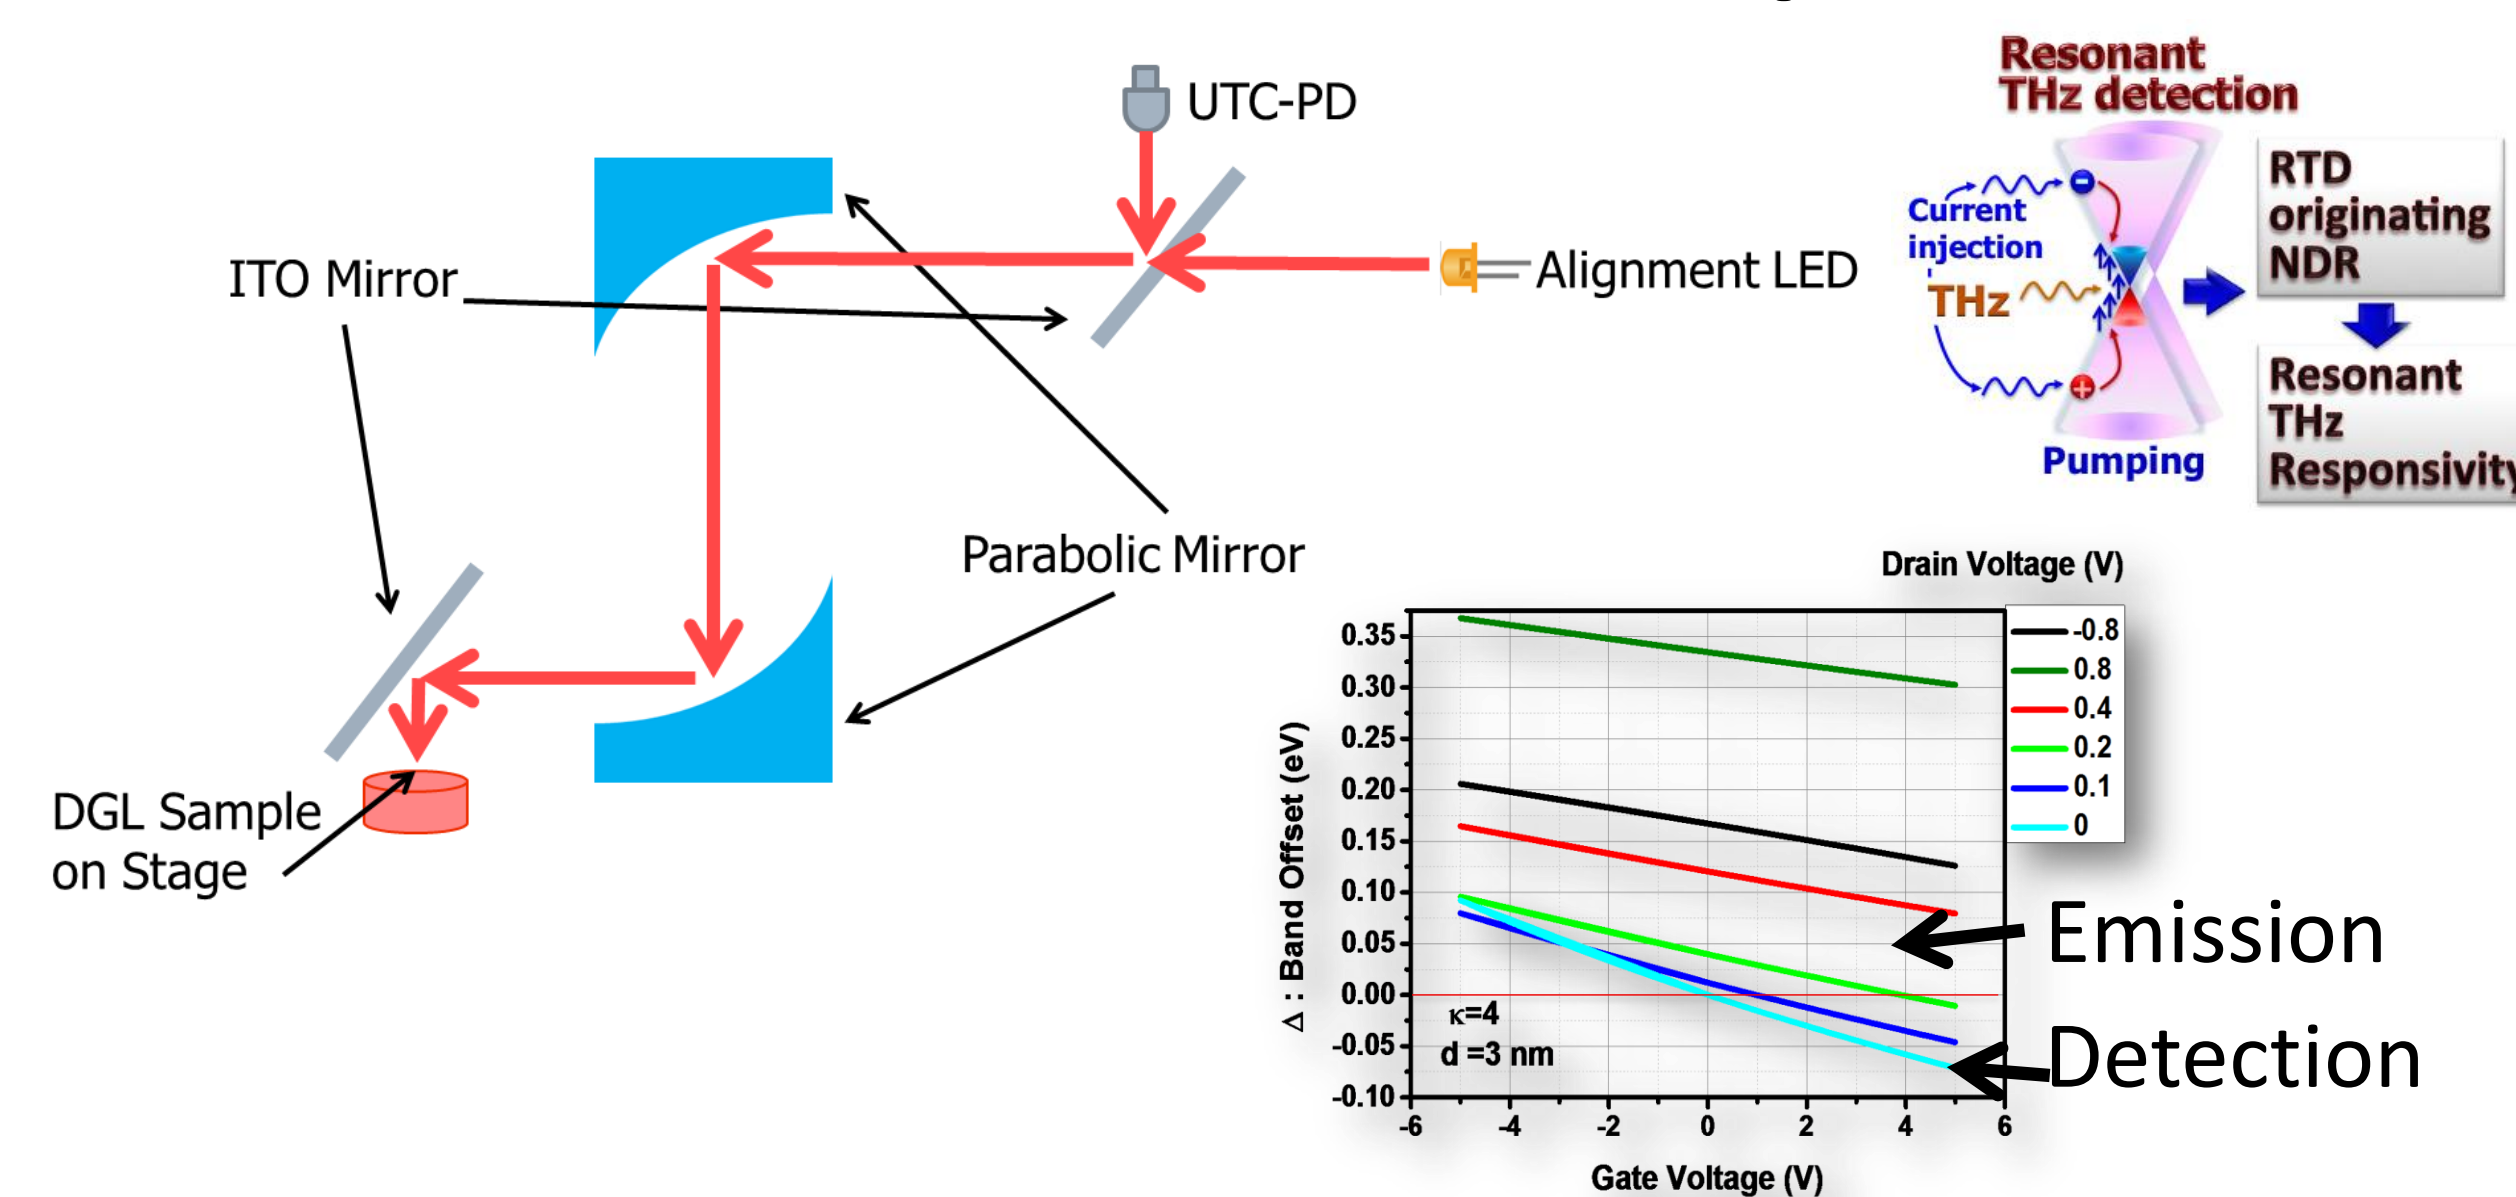 UTC-PD
ITO Mirror
Alignment LED
Parabolic Mirror
DGL Sample
on Stage
Resonant
THz detection
Current
injection
THz
Pumping
RTD
originating
NDR
Resonant
THz
Responsivity
Drain Voltage (V)
-0.8
0.8
0.4
0.2
0.1
0
Δ : Band Offset (eV)
0.35
0.30
0.25
0.20
0.15
0.10
0.05
0.00
-0.05
-0.10
κ=4
d =3 nm
-6 -4 -2 0 2 4 6
Gate Voltage (V)
Emission
Detection